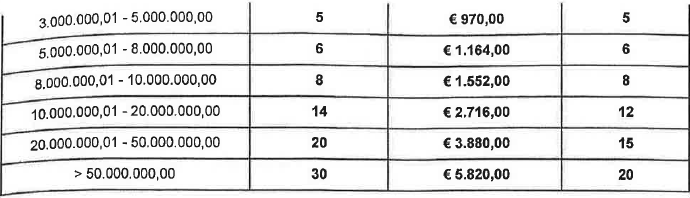 3.000.000,01 - 5.000.000,00 5 € 970,00 5
5.000.000,01 - 8.000.000,00 6 € 1.164,00 6
8.000.000,01 - 10.000.000,00 8 € 1.552,00 8
10.000.000,01 - 20.000.000,00 14 € 2.716,00 12
20.000.000,01 - 50.000.000,00 20 € 3.880,00 15
> 50.000.000,00 30 € 5.820,00 20